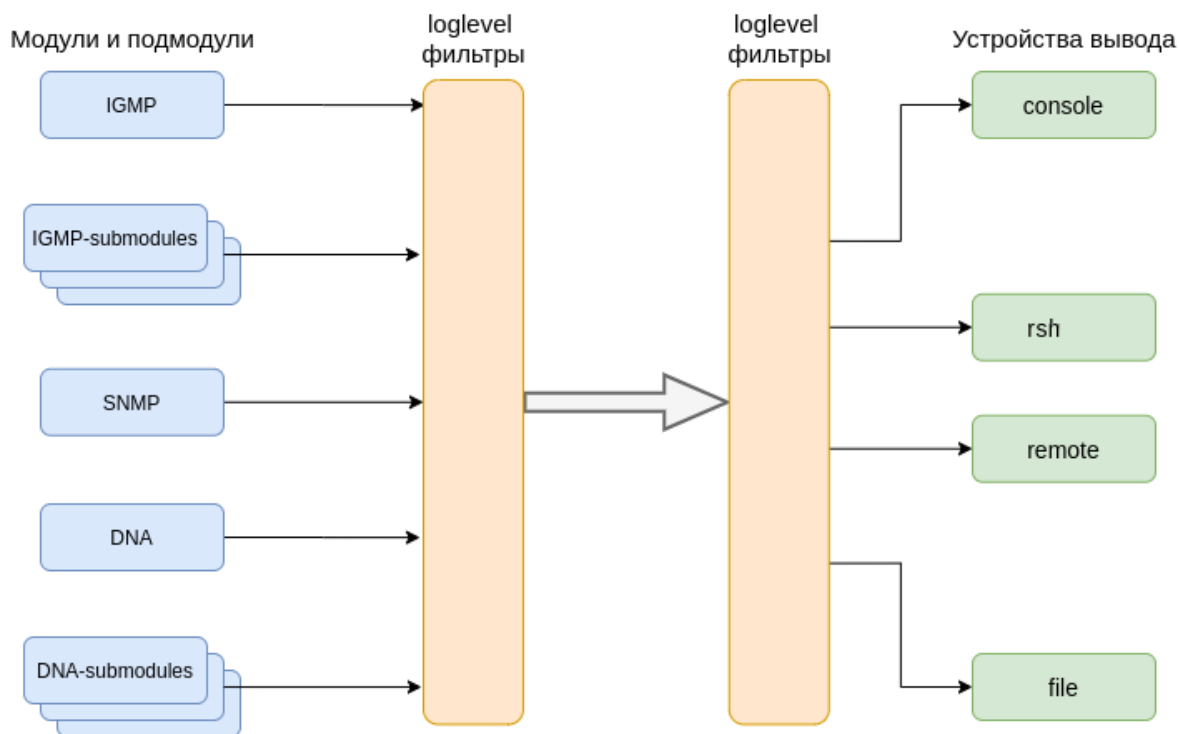 Модули и подмодули
loglevel
фильтры
loglevel
фильтры
Устройства вывода
IGMP
console
IGMP-submodules
rsh
SNMP
remote
DNA
DNA-submodules
file